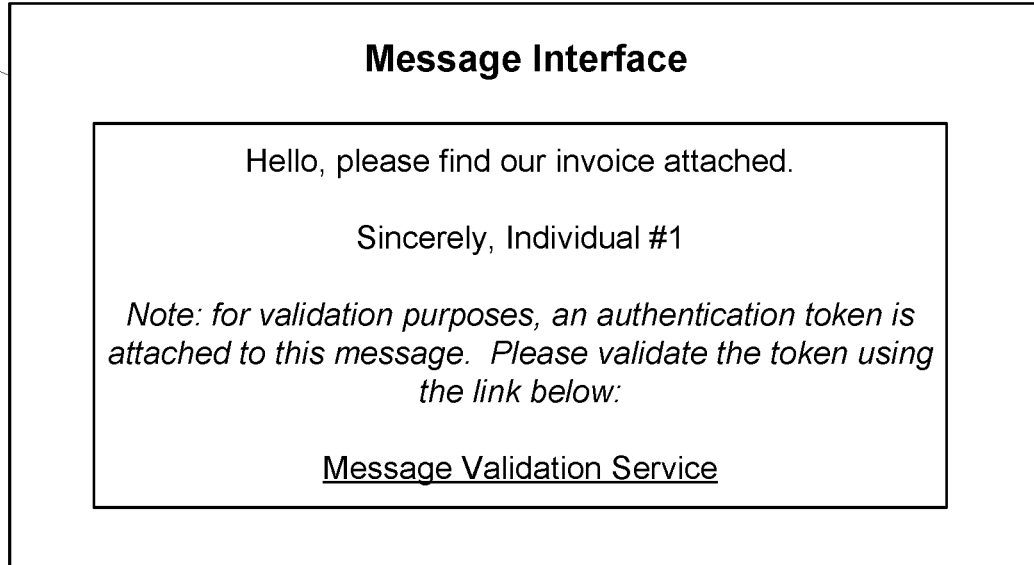 Message Interface
Hello, please find our invoice attached.
Sincerely, Individual #1
Note: for validation purposes, an authentication token is
attached to this message.  Please validate the token using
the link below:
Message Validation Service